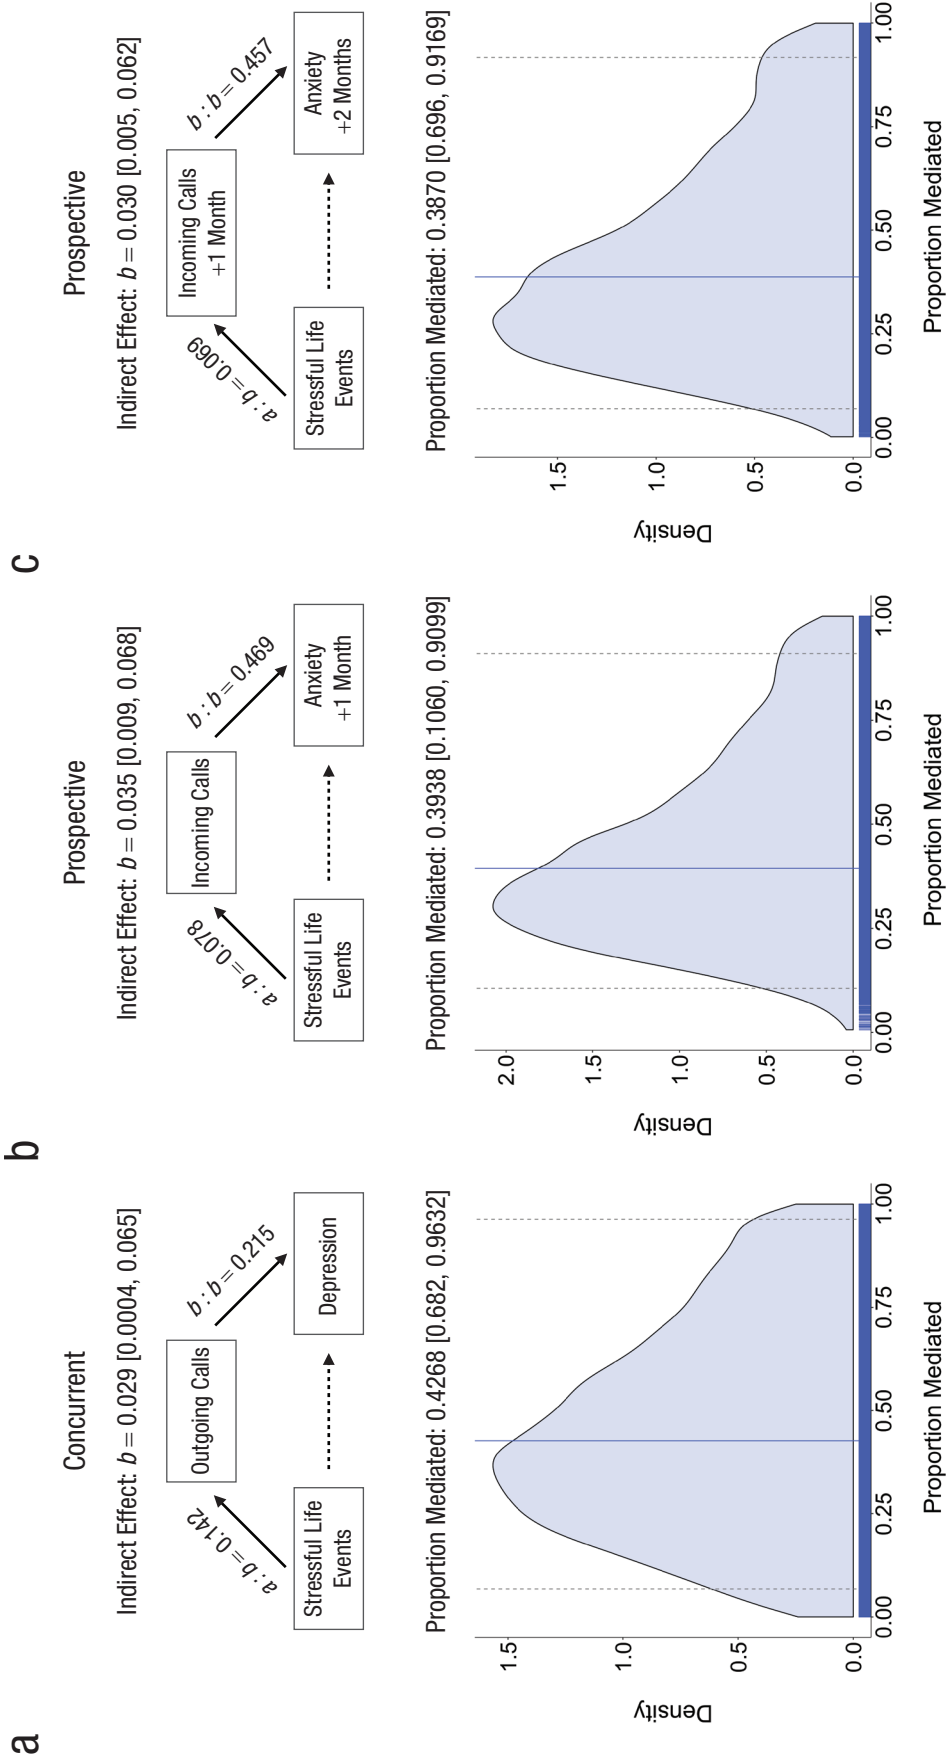 a
Concurrent
Indirect Effect: b = 0.029 [0.0004, 0.065]
Outgoing Calls
a : b = 0.142
b : b = 0.215
Stressful Life
Events
Depression
Proportion Mediated: 0.4268 [0.682, 0.9632]
Density
1.5
1.0
0.5
0.0
0.00 0.25 0.50 0.75 1.00
Proportion Mediated
b
Prospective
Indirect Effect: b = 0.035 [0.009, 0.068]
Incoming Calls
a : b = 0.078
b : b = 0.469
Stressful Life
Events
Anxiety
+1 Month
Proportion Mediated: 0.3938 [0.1060, 0.9099]
Density
2.0
1.5
1.0
0.5
0.0
0.00 0.25 0.50 0.75 1.00
Proportion Mediated
c
Prospective
Indirect Effect: b = 0.030 [0.005, 0.062]
Incoming Calls
+1 Month
a : b = 0.069
b : b = 0.457
Stressful Life
Events
Anxiety
+2 Months
Proportion Mediated: 0.3870 [0.696, 0.9169]
Density
1.5
1.0
0.5
0.0
0.00 0.25 0.50 0.75 1.00
Proportion Mediated